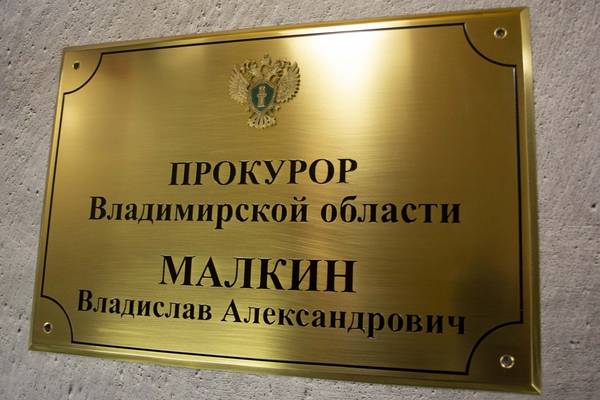 ПРОКУРОР
Владимирской области
МАЛКИН
Владислав Александрович